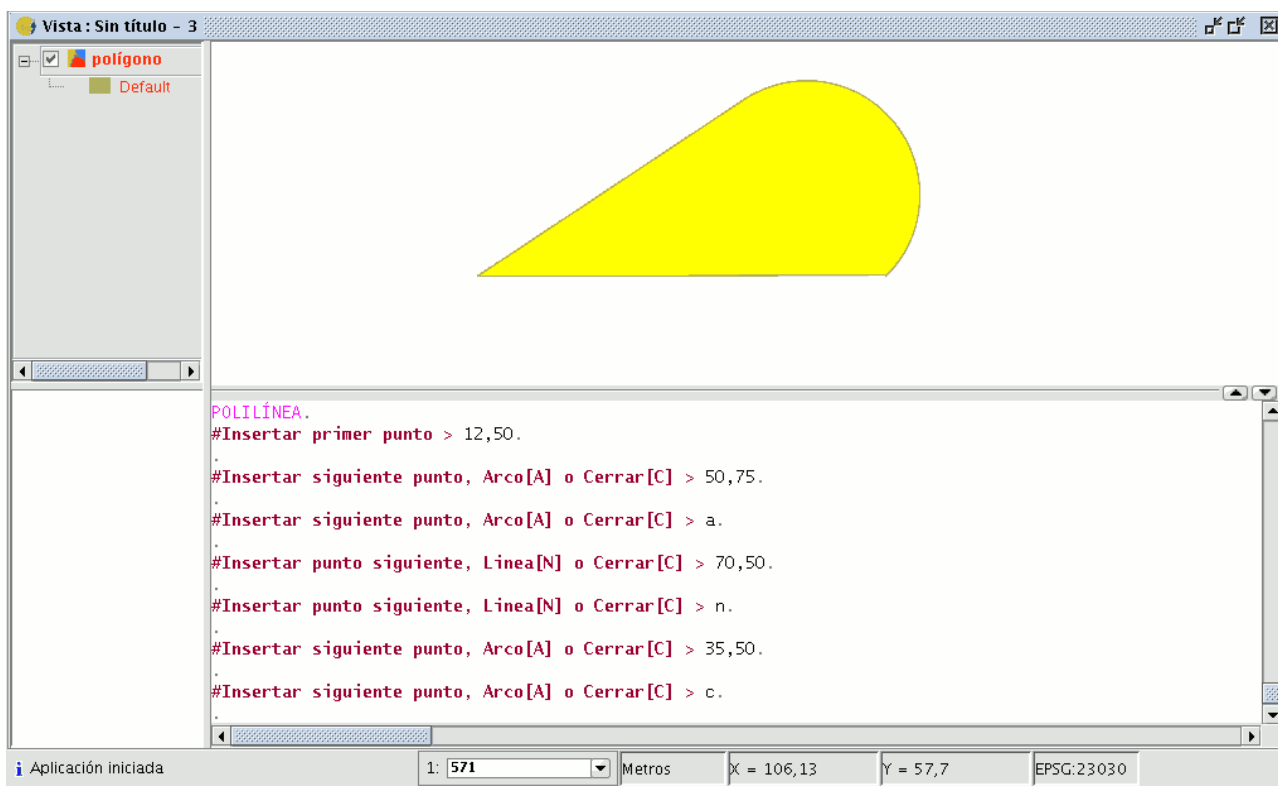 Vista : Sin título - 3
polígono
Default
POLILÍNEA.
#Insertar primer punto > 12,50.
.
#Insertar siguiente punto, Arco[A] o Cerrar[C] > 50,75.
.
#Insertar siguiente punto, Arco[A] o Cerrar[C] > a.
.
#Insertar punto siguiente, Linea[N] o Cerrar[C] > 70,50.
.
#Insertar punto siguiente, Linea[N] o Cerrar[C] > n.
.
#Insertar siguiente punto, Arco[A] o Cerrar[C] > 35,50.
.
#Insertar siguiente punto, Arco[A] o Cerrar[C] > c.
.
i Aplicación iniciada 1: 571 Metros X = 106,13 Y = 57,7 EPSG:23030